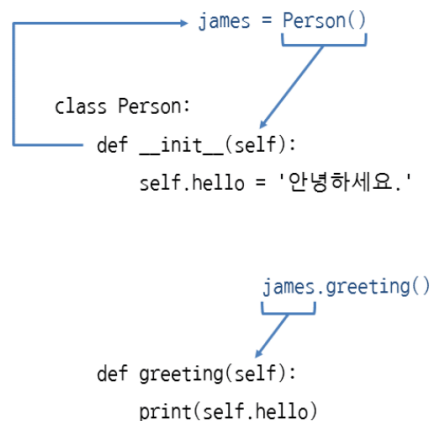 james = Person()
class Person:
    def __init__(self):
        self.hello = '안녕하세요.'
james.greeting()
    def greeting(self):
        print(self.hello)